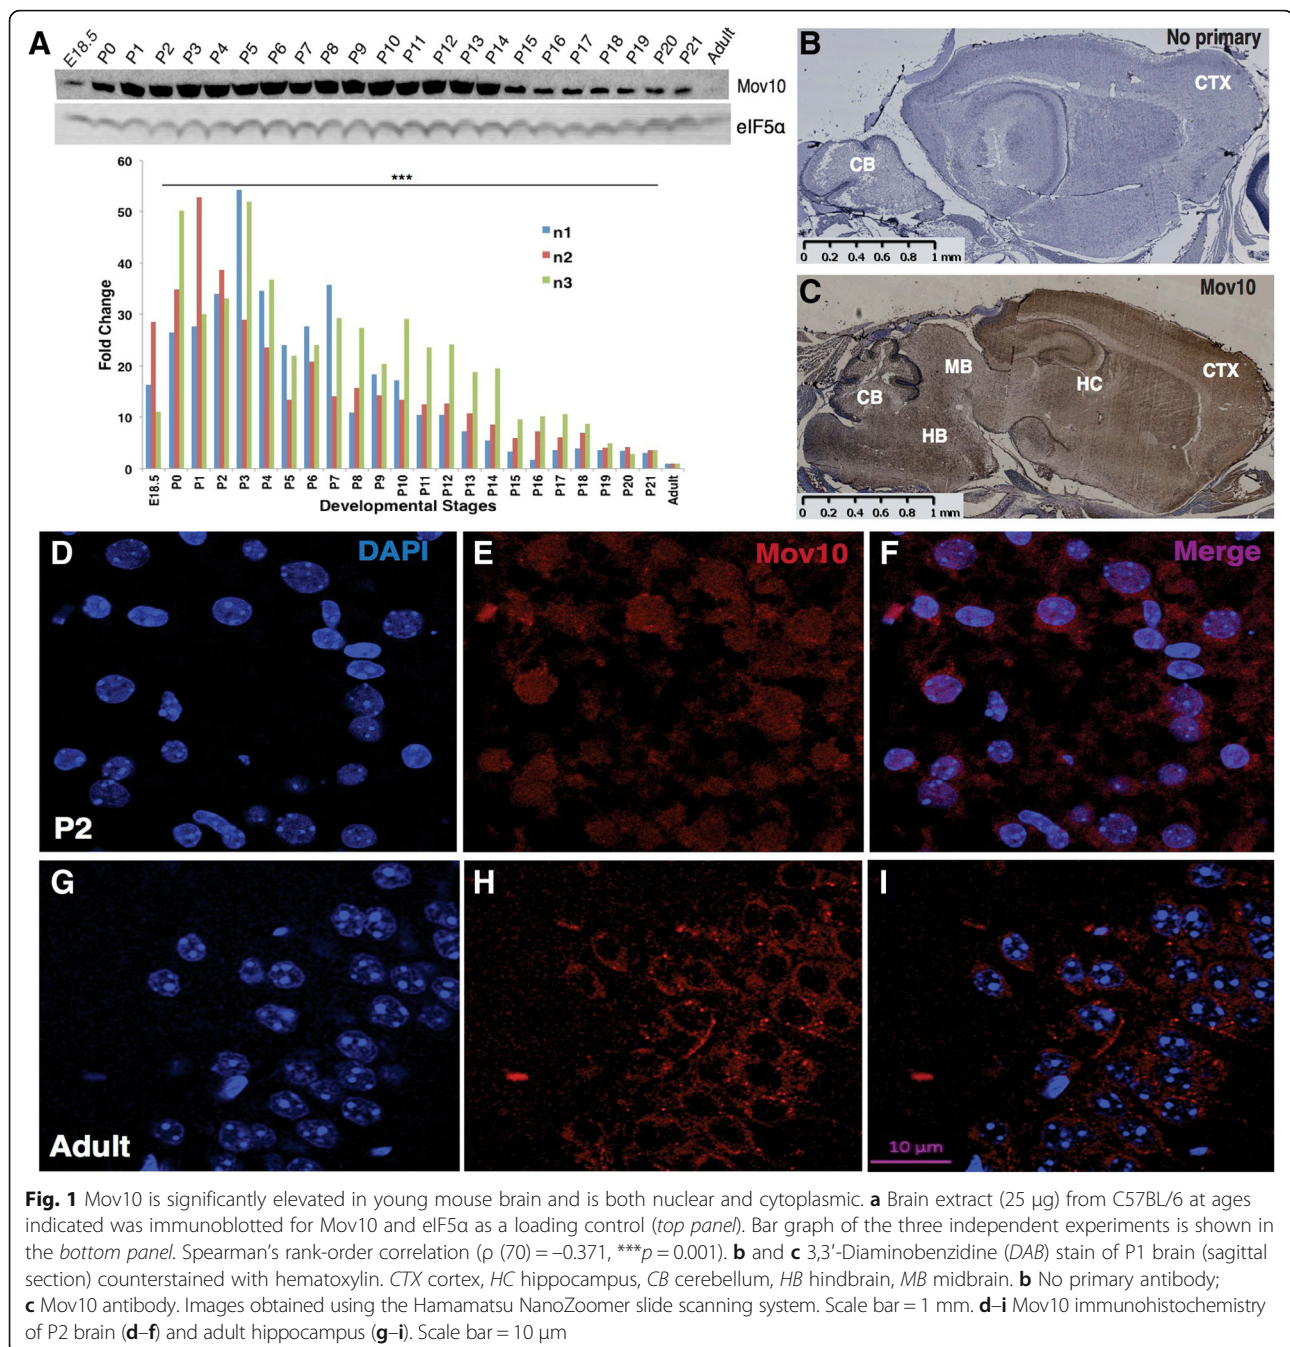 A
E18.5 P0 P1 P2 P3 P4 P5 P6 P7 P8 P9 P10 P11 P12 P13 P14 P15 P16 P17 P18 P19 P20 P21 Adult
Mov10
eIF5α
60
50
40
30
20
10
0
Fold Change
***
n1
n2
n3
E18.5 P0 P1 P2 P3 P4 P5 P6 P7 P8 P9 P10 P11 P12 P13 P14 P15 P16 P17 P18 P19 P20 P21 Adult
Developmental Stages
B
No primary
CTX
CB
0 0.2 0.4 0.6 0.8 1 mm
C
Mov10
MB
CTX
HC
CB
HB
0 0.2 0.4 0.6 0.8 1 mm
D
DAPI
P2
E
Mov10
F
Merge
G
Adult
H
I
10 µm
Fig. 1 Mov10 is significantly elevated in young mouse brain and is both nuclear and cytoplasmic. a Brain extract (25 µg) from C57BL/6 at ages
indicated was immunoblotted for Mov10 and eIF5α as a loading control (top panel). Bar graph of the three independent experiments is shown in
the bottom panel. Spearman's rank-order correlation (ρ (70) = –0.371, ***p = 0.001). b and c 3,3′-Diaminobenzidine (DAB) stain of P1 brain (sagittal
section) counterstained with hematoxylin. CTX cortex, HC hippocampus, CB cerebellum, HB hindbrain, MB midbrain. b No primary antibody;
c Mov10 antibody. Images obtained using the Hamamatsu NanoZoomer slide scanning system. Scale bar = 1 mm. d–i Mov10 immunohistochemistry
of P2 brain (d–f) and adult hippocampus (g–i). Scale bar = 10 µm